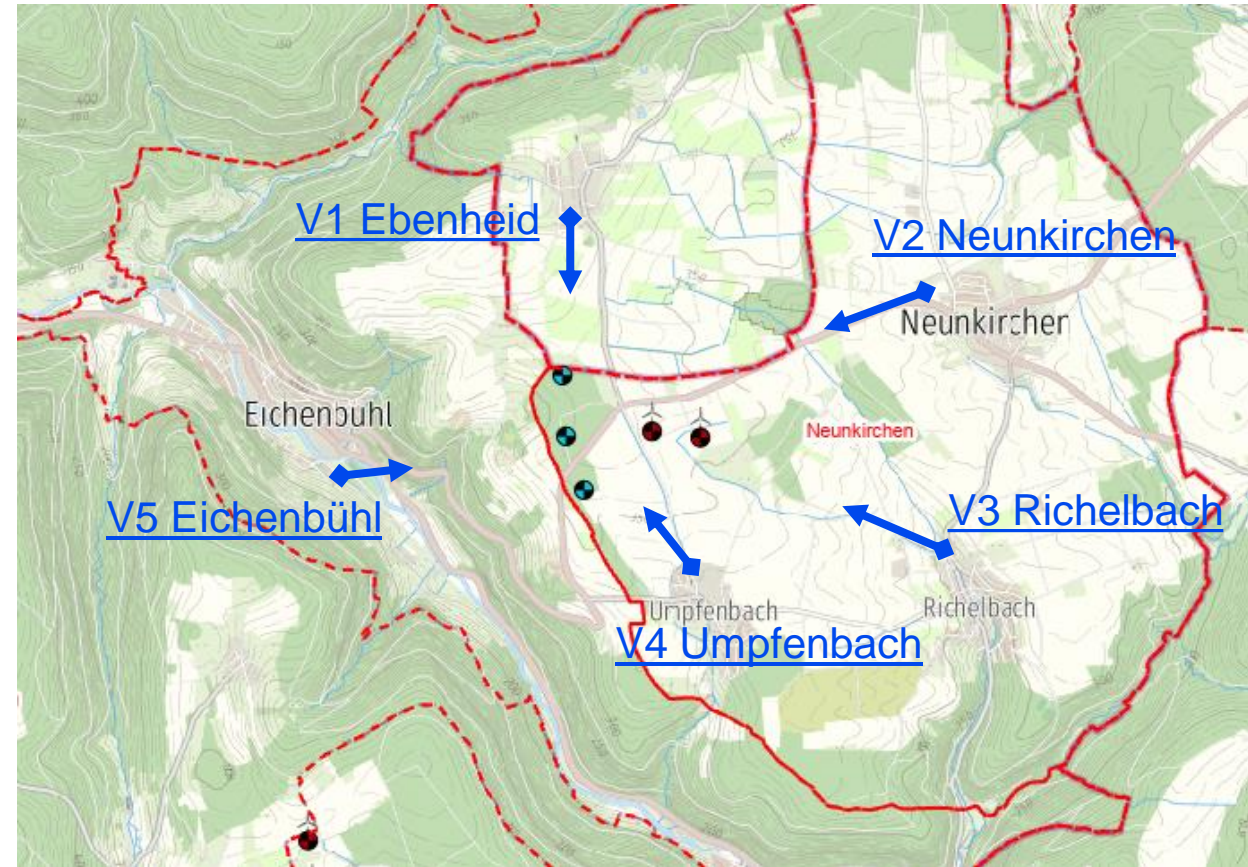 V1 Ebenheid
V2 Neunkirchen
Neunkirchen
Eichenbühl
Neunkirchen
V5 Eichenbühl
V3 Richelbach
Umpfenbach
Richelbach
V4 Umpfenbach